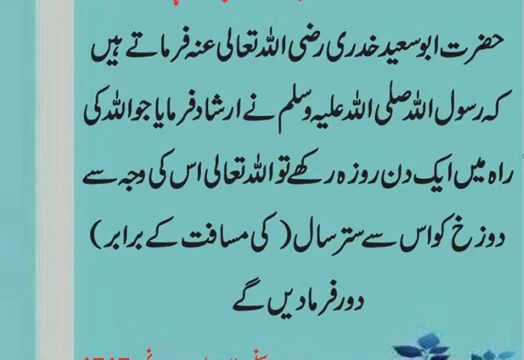 حضرت ابو سعید خدری رضی اللہ تعالی عنہ فرماتے ہیں
کہ رسول اللہ صلی اللہ علیہ وسلم نے ارشاد فرمایا جو اللہ کی
راہ میں ایک دن روزہ رکھے تو اللہ تعالی اس کی وجہ سے
دوزخ کو اس سے ستر سال ( کی مسافت کے برابر )
دور فرما دیں گے